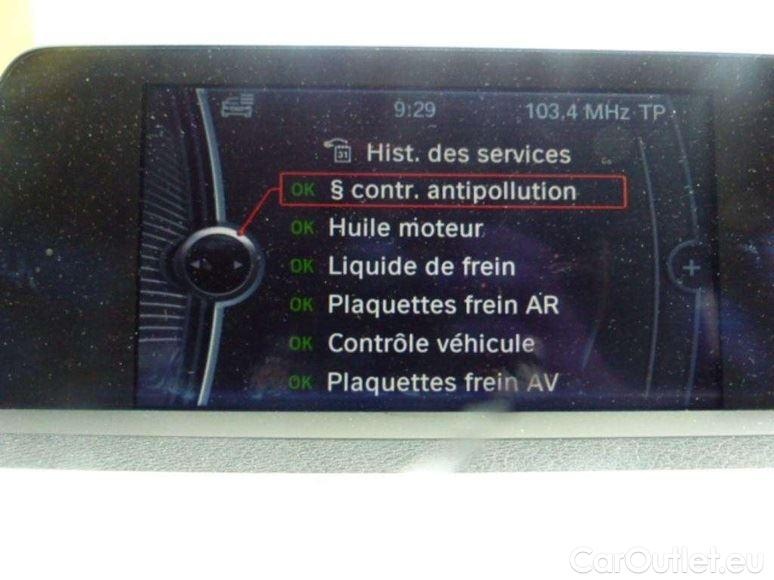 9:29 103,4 MHz TP
31 Hist. des services
OK § contr. antipollution
OK Huile moteur
OK Liquide de frein
OK Plaquettes frein AR
OK Contrôle véhicule
OK Plaquettes frein AV
CarOutlet.eu